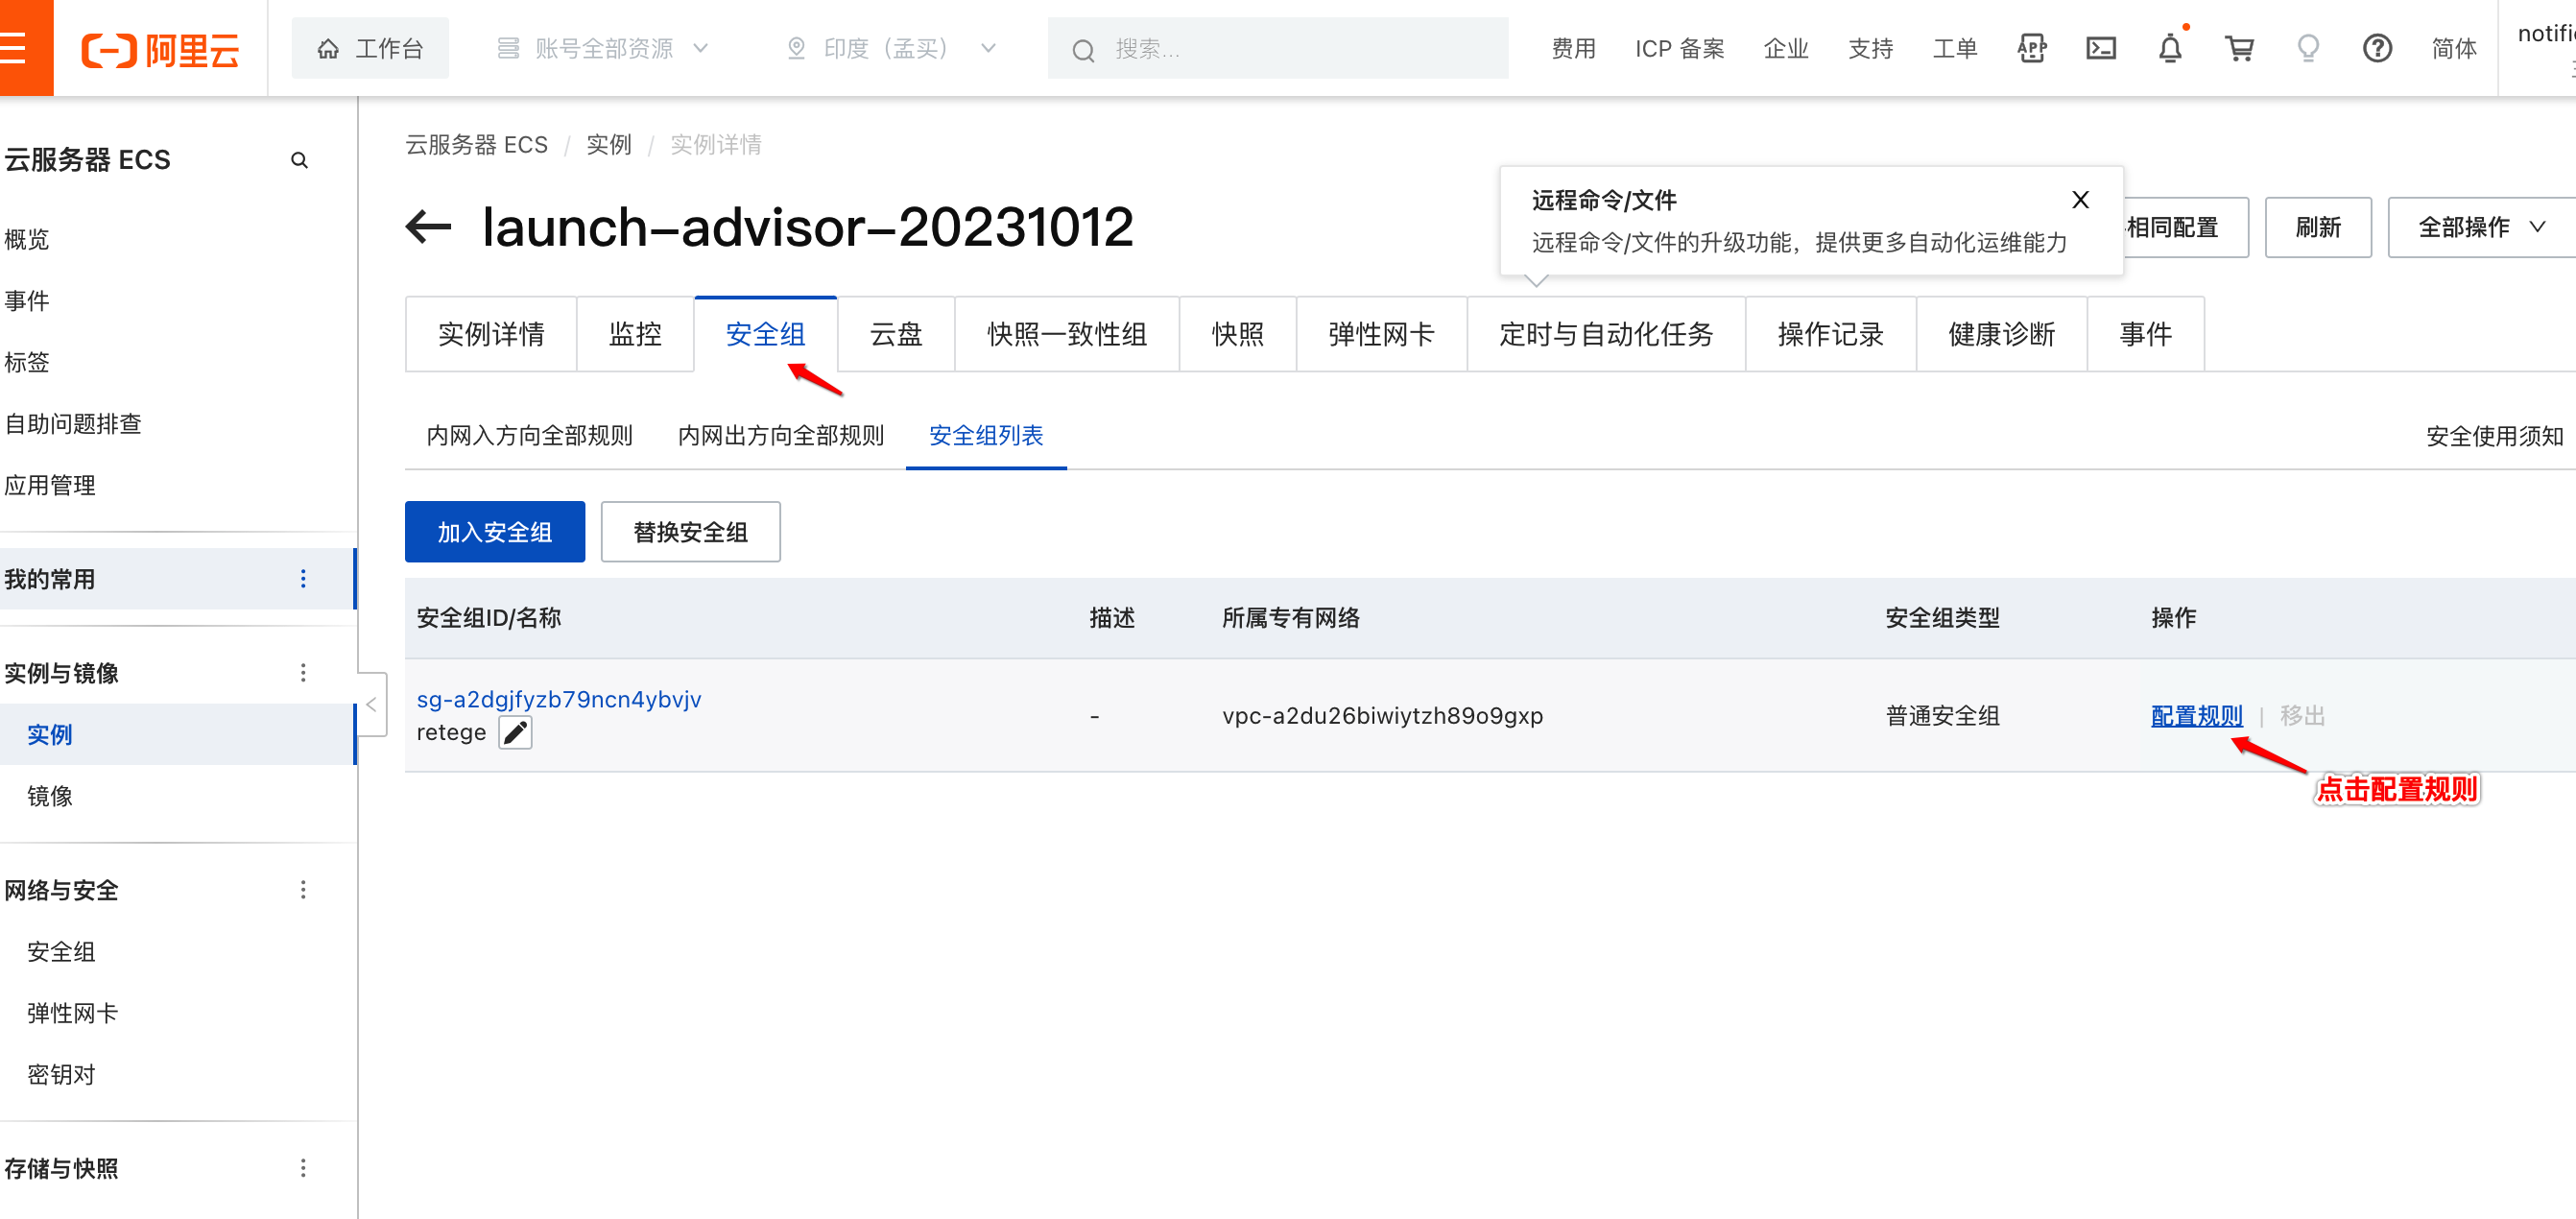 阿里云
工作台
账号全部资源
印度（孟买）
搜索...
费用
ICP 备案
企业
支持
工单
APP
简体
云服务器 ECS
概览
事件
标签
自助问题排查
应用管理
我的常用
实例与镜像
实例
镜像
网络与安全
安全组
弹性网卡
密钥对
存储与快照
云服务器 ECS / 实例 / 实例详情
launch-advisor-20231012
远程命令/文件
远程命令/文件的升级功能，提供更多自动化运维能力
相同配置
刷新
全部操作
实例详情
监控
安全组
云盘
快照一致性组
快照
弹性网卡
定时与自动化任务
操作记录
健康诊断
事件
内网入方向全部规则
内网出方向全部规则
安全组列表
安全使用须知
加入安全组
替换安全组
安全组ID/名称
描述
所属专有网络
安全组类型
操作
sg-a2dgjfyzb79ncn4ybvjv
retege
-
vpc-a2du26biwiytzh89o9gxp
普通安全组
配置规则 | 移出
点击配置规则